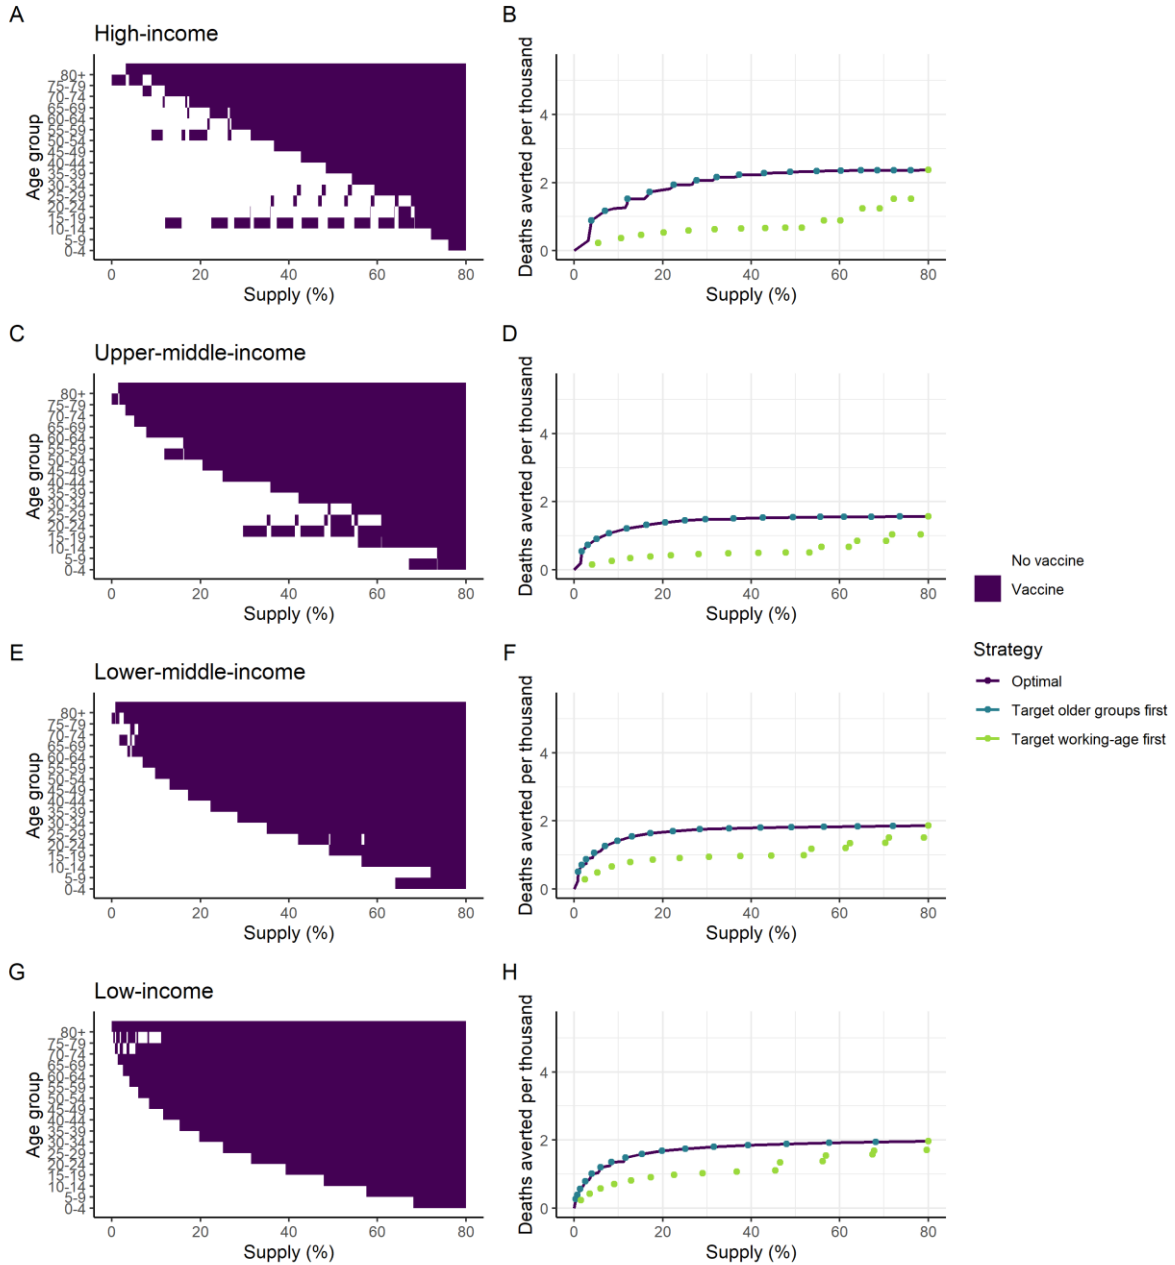 A
High-income
Age group
80+
75-79
70-74
65-69
60-64
55-59
50-54
45-49
40-44
35-39
30-34
25-29
20-24
15-19
10-14
5-9
0-4
0 20 40 60 80
Supply (%)
B
Deaths averted per thousand
4
2
0
0 20 40 60 80
Supply (%)
C
Upper-middle-income
Age group
80+
75-79
70-74
65-69
60-64
55-59
50-54
45-49
40-44
35-39
30-34
25-29
20-24
15-19
10-14
5-9
0-4
0 20 40 60 80
Supply (%)
D
Deaths averted per thousand
4
2
0
0 20 40 60 80
Supply (%)
No vaccine
Vaccine
Strategy
Optimal
Target older groups first
Target working-age first
E
Lower-middle-income
Age group
80+
75-79
70-74
65-69
60-64
55-59
50-54
45-49
40-44
35-39
30-34
25-29
20-24
15-19
10-14
5-9
0-4
0 20 40 60 80
Supply (%)
F
Deaths averted per thousand
4
2
0
0 20 40 60 80
Supply (%)
G
Low-income
Age group
80+
75-79
70-74
65-69
60-64
55-59
50-54
45-49
40-44
35-39
30-34
25-29
20-24
15-19
10-14
5-9
0-4
0 20 40 60 80
Supply (%)
H
Deaths averted per thousand
4
2
0
0 20 40 60 80
Supply (%)